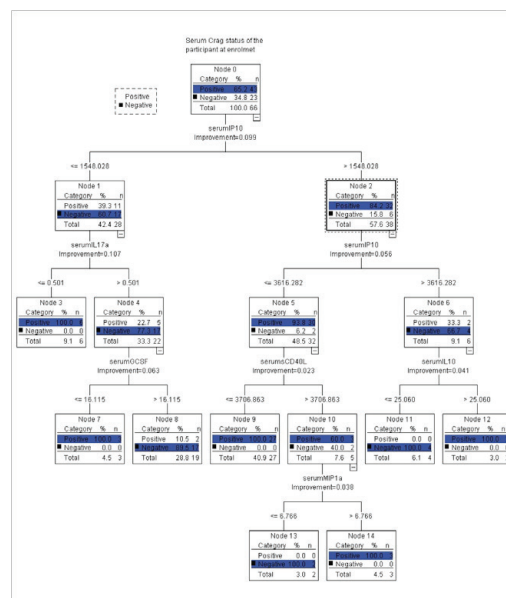 Serum Crag status of the
participant at enrolmet
Node 0
Category % n
Positive 65.2 43
Negative 34.8 23
Total 100.0 66
Positive
Negative
serumIP10
Improvement=0.099
<= 1548.028
> 1548.028
Node 1
Category % n
Positive 39.3 11
Negative 60.7 17
Total 42.4 28
Node 2
Category % n
Positive 84.2 32
Negative 15.8 6
Total 57.6 38
serumIL17a
Improvement=0.107
serumIP10
Improvement=0.056
<= 0.501
> 0.501
<= 3616.282
> 3616.282
Node 3
Category % n
Positive 100.0 6
Negative 0.0 0
Total 9.1 6
Node 4
Category % n
Positive 22.7 5
Negative 77.3 17
Total 33.3 22
Node 5
Category % n
Positive 93.8 30
Negative 6.2 2
Total 48.5 32
Node 6
Category % n
Positive 33.3 2
Negative 66.7 4
Total 9.1 6
serumGCSF
Improvement=0.063
serumsCD40L
Improvement=0.023
serumIL10
Improvement=0.041
<= 16.115
> 16.115
<= 3706.863
> 3706.863
<= 25.060
> 25.060
Node 7
Category % n
Positive 100.0
Negative 0.0 0
Total 4.5 3
Node 8
Category % n
Positive 10.5 2
Negative 89.5 17
Total 28.8 19
Node 9
Category % n
Positive 100.0 27
Negative 0.0 0
Total 40.9 27
Node 10
Category % n
Positive 60.0
Negative 40.0 2
Total 7.6 5
Node 11
Category % n
Positive 0.0 0
Negative 100.0 4
Total 6.1 4
Node 12
Category % n
Positive 100.0
Negative 0.0 0
Total 3.0
serumMIP1a
Improvement=0.038
<= 6.766
> 6.766
Node 13
Category % n
Positive 0.0 0
Negative 100.0 2
Total 3.0 2
Node 14
Category % n
Positive 100.0 3
Negative 0.0 0
Total 4.5 3